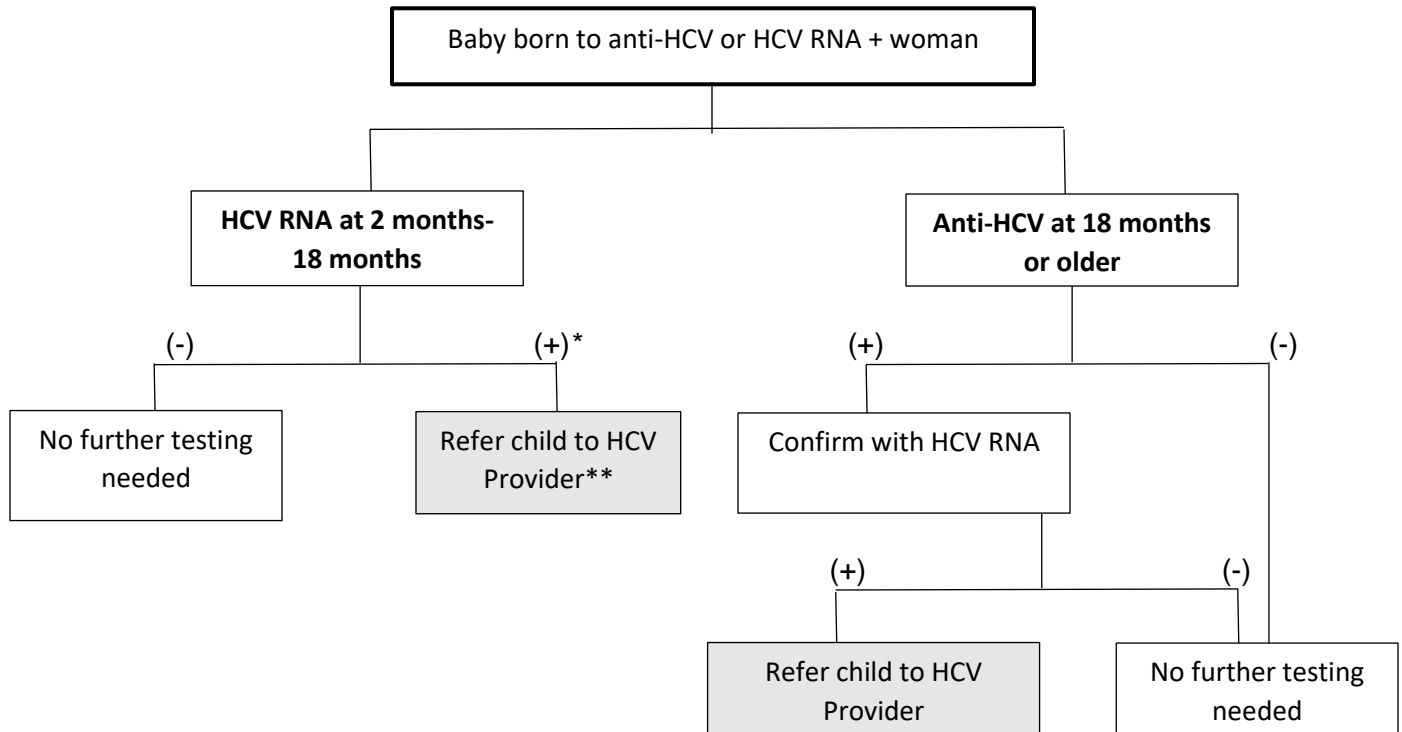 Baby born to anti-HCV or HCV RNA + woman
HCV RNA at 2 months-
18 months
Anti-HCV at 18 months
or older
(-)
(+)*
(+)
(-)
No further testing
needed
Refer child to HCV
Provider**
Confirm with HCV RNA
(+)
(-)
Refer child to HCV
Provider
No further testing
needed